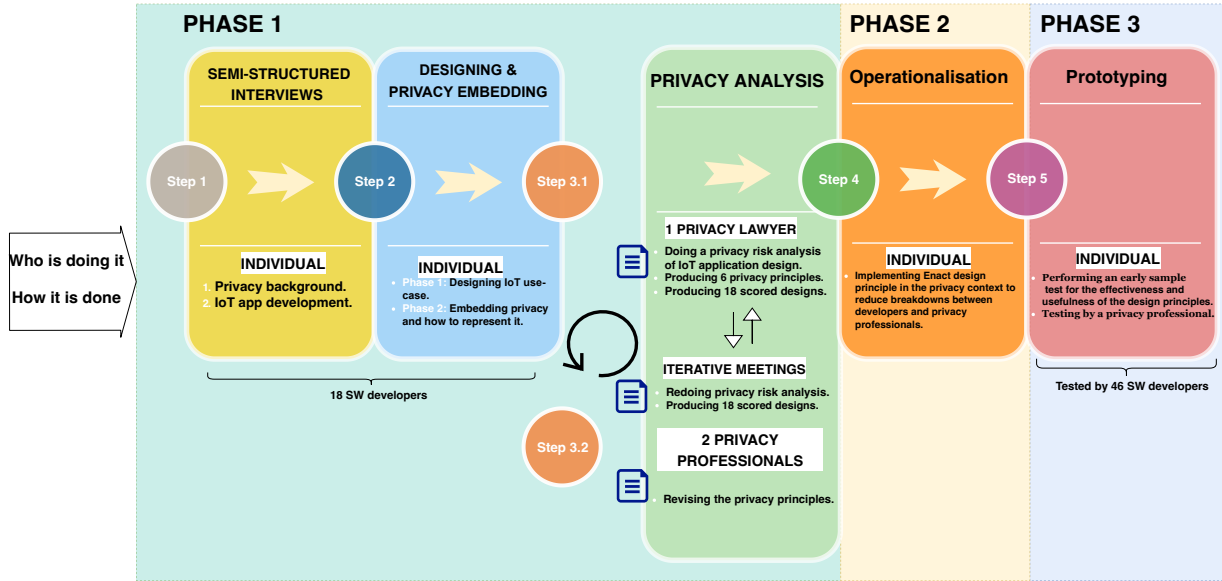 PHASE 1
PHASE 2
PHASE 3
SEMI-STRUCTURED
INTERVIEWS
DESIGNING &
PRIVACY EMBEDDING
PRIVACY ANALYSIS
Operationalisation
Prototyping
Step 1
Step 2
Step 3.1
Step 4
Step 5
Who is doing it
How it is done
INDIVIDUAL
1. Privacy background.
2. IoT app development.
INDIVIDUAL
• Phase 1: Designing IoT use-
case.
• Phase 2: Embedding privacy
and how to represent it.
18 SW developers
Step 3.2
1 PRIVACY LAWYER
• Doing a privacy risk analysis
of IoT application design.
• Producing 6 privacy principles.
• Producing 18 scored designs.
ITERATIVE MEETINGS
• Redoing privacy risk analysis.
• Producing 18 scored designs.
2 PRIVACY
PROFESSIONALS
• Revising the privacy principles.
INDIVIDUAL
• Implementing Enact design
principle in the privacy context to
reduce breakdowns between
developers and privacy
professionals.
INDIVIDUAL
• Performing an early sample
test for the effectiveness and
usefulness of the design principles.
• Testing by a privacy professional.
Tested by 46 SW developers